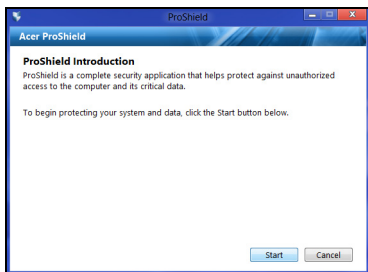 ProShield
Acer ProShield
ProShield Introduction
ProShield is a complete security application that helps protect against unauthorized
access to the computer and its critical data.
To begin protecting your system and data, click the Start button below.
Start Cancel